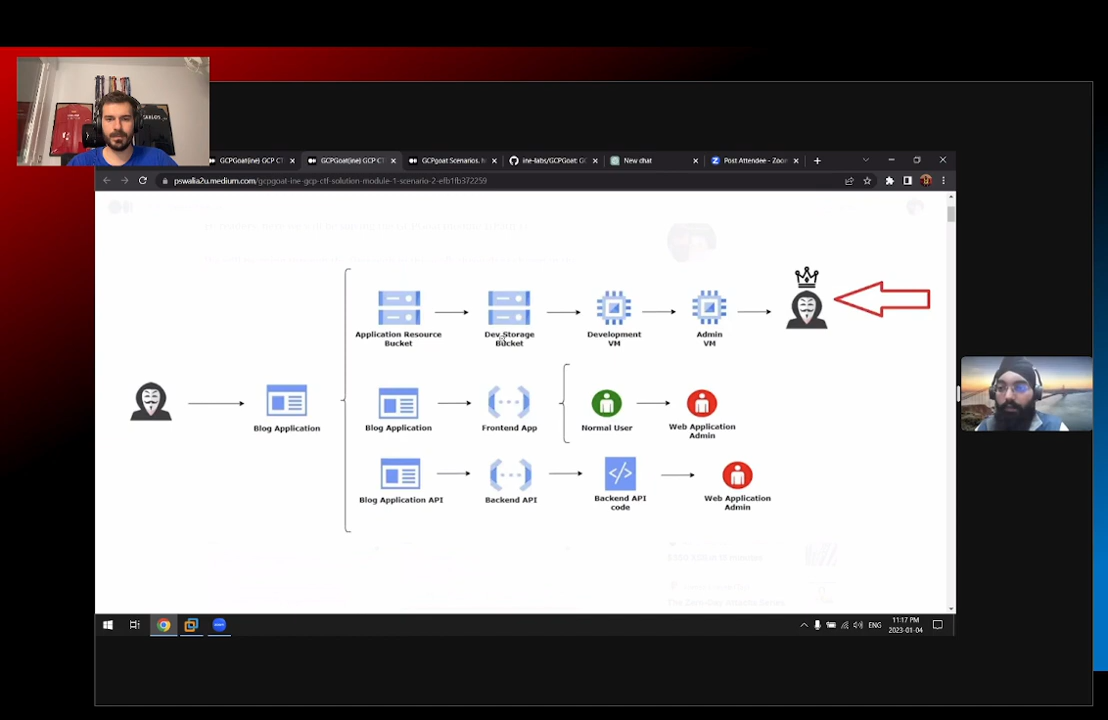 GCPGoat(ine) GCP CT
GCPGoat(ine) GCP CT
GCPgoat Scenarios. h
ine-labs/GCPGoat: G
New chat
Post Attendee - Zoo
pswalia2u.medium.com/gcpgoat-ine-gcp-ctf-solution-module-1-scenario-2-efb1fb372259
Application Resource
Bucket
Dev Storage
Bucket
Development
VM
Admin
VM
Blog Application
Blog Application
Frontend App
Normal User
Web Application
Admin
Blog Application API
Backend API
Backend API
code
Web Application
Admin
ENG
11:17 PM
2023-01-04